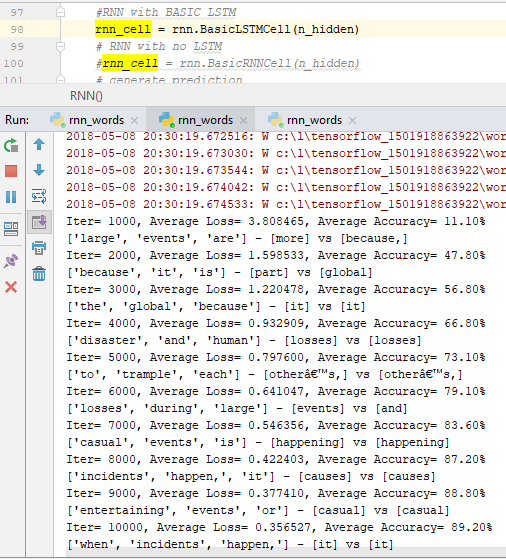 97 #RNN with BASIC LSTM
98 rnn_cell = rnn.BasicLSTMCell(n_hidden)
99 # RNN with no LSTM
100 #rnn_cell = rnn.BasicRNNCell(n_hidden)
101 # generate prediction
RNN()
Run: rnn_words rnn_words rnn_words
2018-05-08 20:30:19.672516: W c:\l\tensorflow_1501918863922\wor
2018-05-08 20:30:19.673030: W c:\l\tensorflow_1501918863922\wor
2018-05-08 20:30:19.673544: W c:\l\tensorflow_1501918863922\wor
2018-05-08 20:30:19.674042: W c:\l\tensorflow_1501918863922\wor
2018-05-08 20:30:19.674533: W c:\l\tensorflow_1501918863922\wor
Iter= 1000, Average Loss= 3.808465, Average Accuracy= 11.10%
['large', 'events', 'are'] - [more] vs [because,]
Iter= 2000, Average Loss= 1.598533, Average Accuracy= 47.80%
['because', 'it', 'is'] - [part] vs [global]
Iter= 3000, Average Loss= 1.220478, Average Accuracy= 56.80%
['the', 'global', 'because'] - [it] vs [it]
Iter= 4000, Average Loss= 0.932909, Average Accuracy= 66.80%
['disaster', 'and', 'human'] - [losses] vs [losses]
Iter= 5000, Average Loss= 0.797600, Average Accuracy= 73.10%
['to', 'trample', 'each'] - [otherâ€™s,] vs [otherâ€™s,]
Iter= 6000, Average Loss= 0.641047, Average Accuracy= 79.10%
['losses', 'during', 'large'] - [events] vs [and]
Iter= 7000, Average Loss= 0.546356, Average Accuracy= 83.60%
['casual', 'events', 'is'] - [happening] vs [happening]
Iter= 8000, Average Loss= 0.422403, Average Accuracy= 87.20%
['incidents', 'happen,', 'it'] - [causes] vs [causes]
Iter= 9000, Average Loss= 0.377410, Average Accuracy= 88.80%
['entertaining', 'events', 'or'] - [casual] vs [casual]
Iter= 10000, Average Loss= 0.356527, Average Accuracy= 89.20%
['when', 'incidents', 'happen,'] - [it] vs [it]